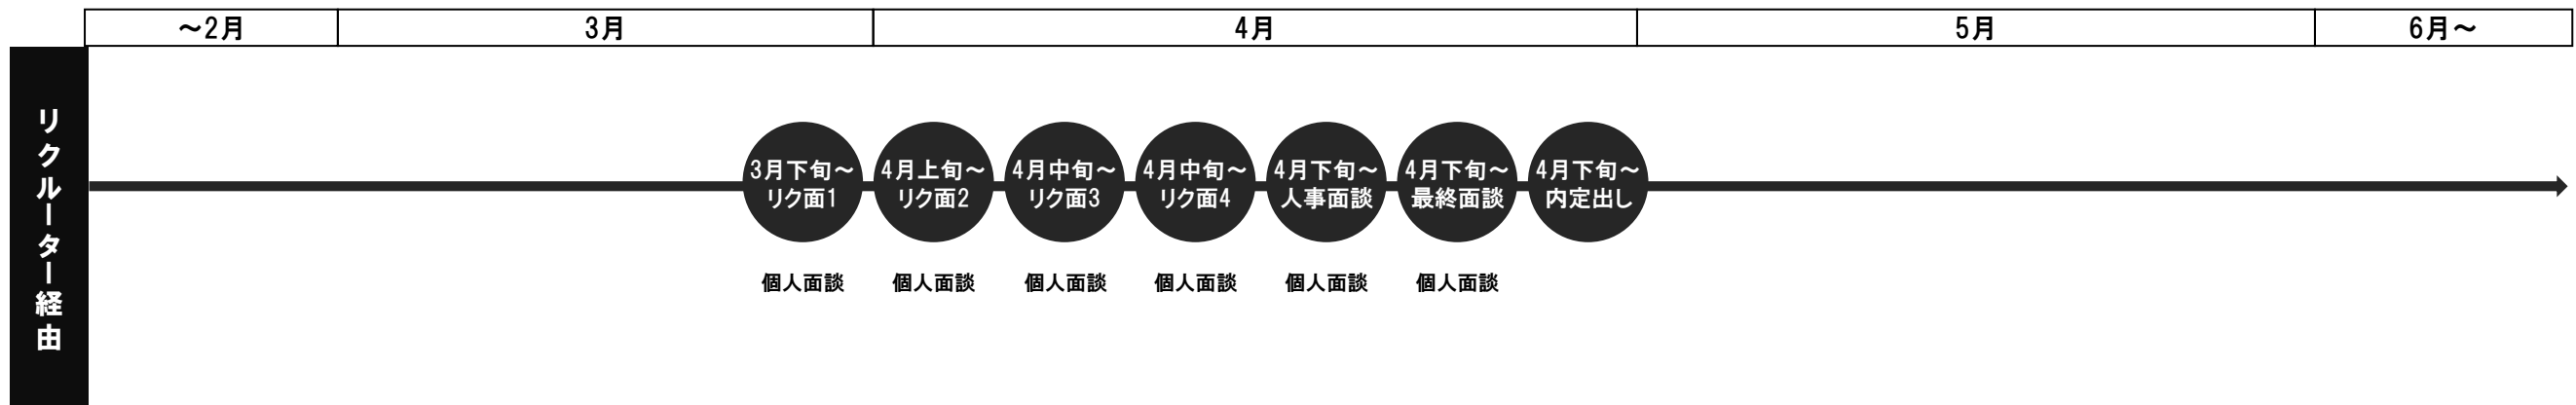 ～2月
3月
4月
5月
6月～
リクルーター経由
3月下旬～
リク面1
4月上旬～
リク面2
4月中旬～
リク面3
4月中旬～
リク面4
4月下旬～
人事面談
4月下旬～
最終面談
4月下旬～
内定出し
個人面談
個人面談
個人面談
個人面談
個人面談
個人面談